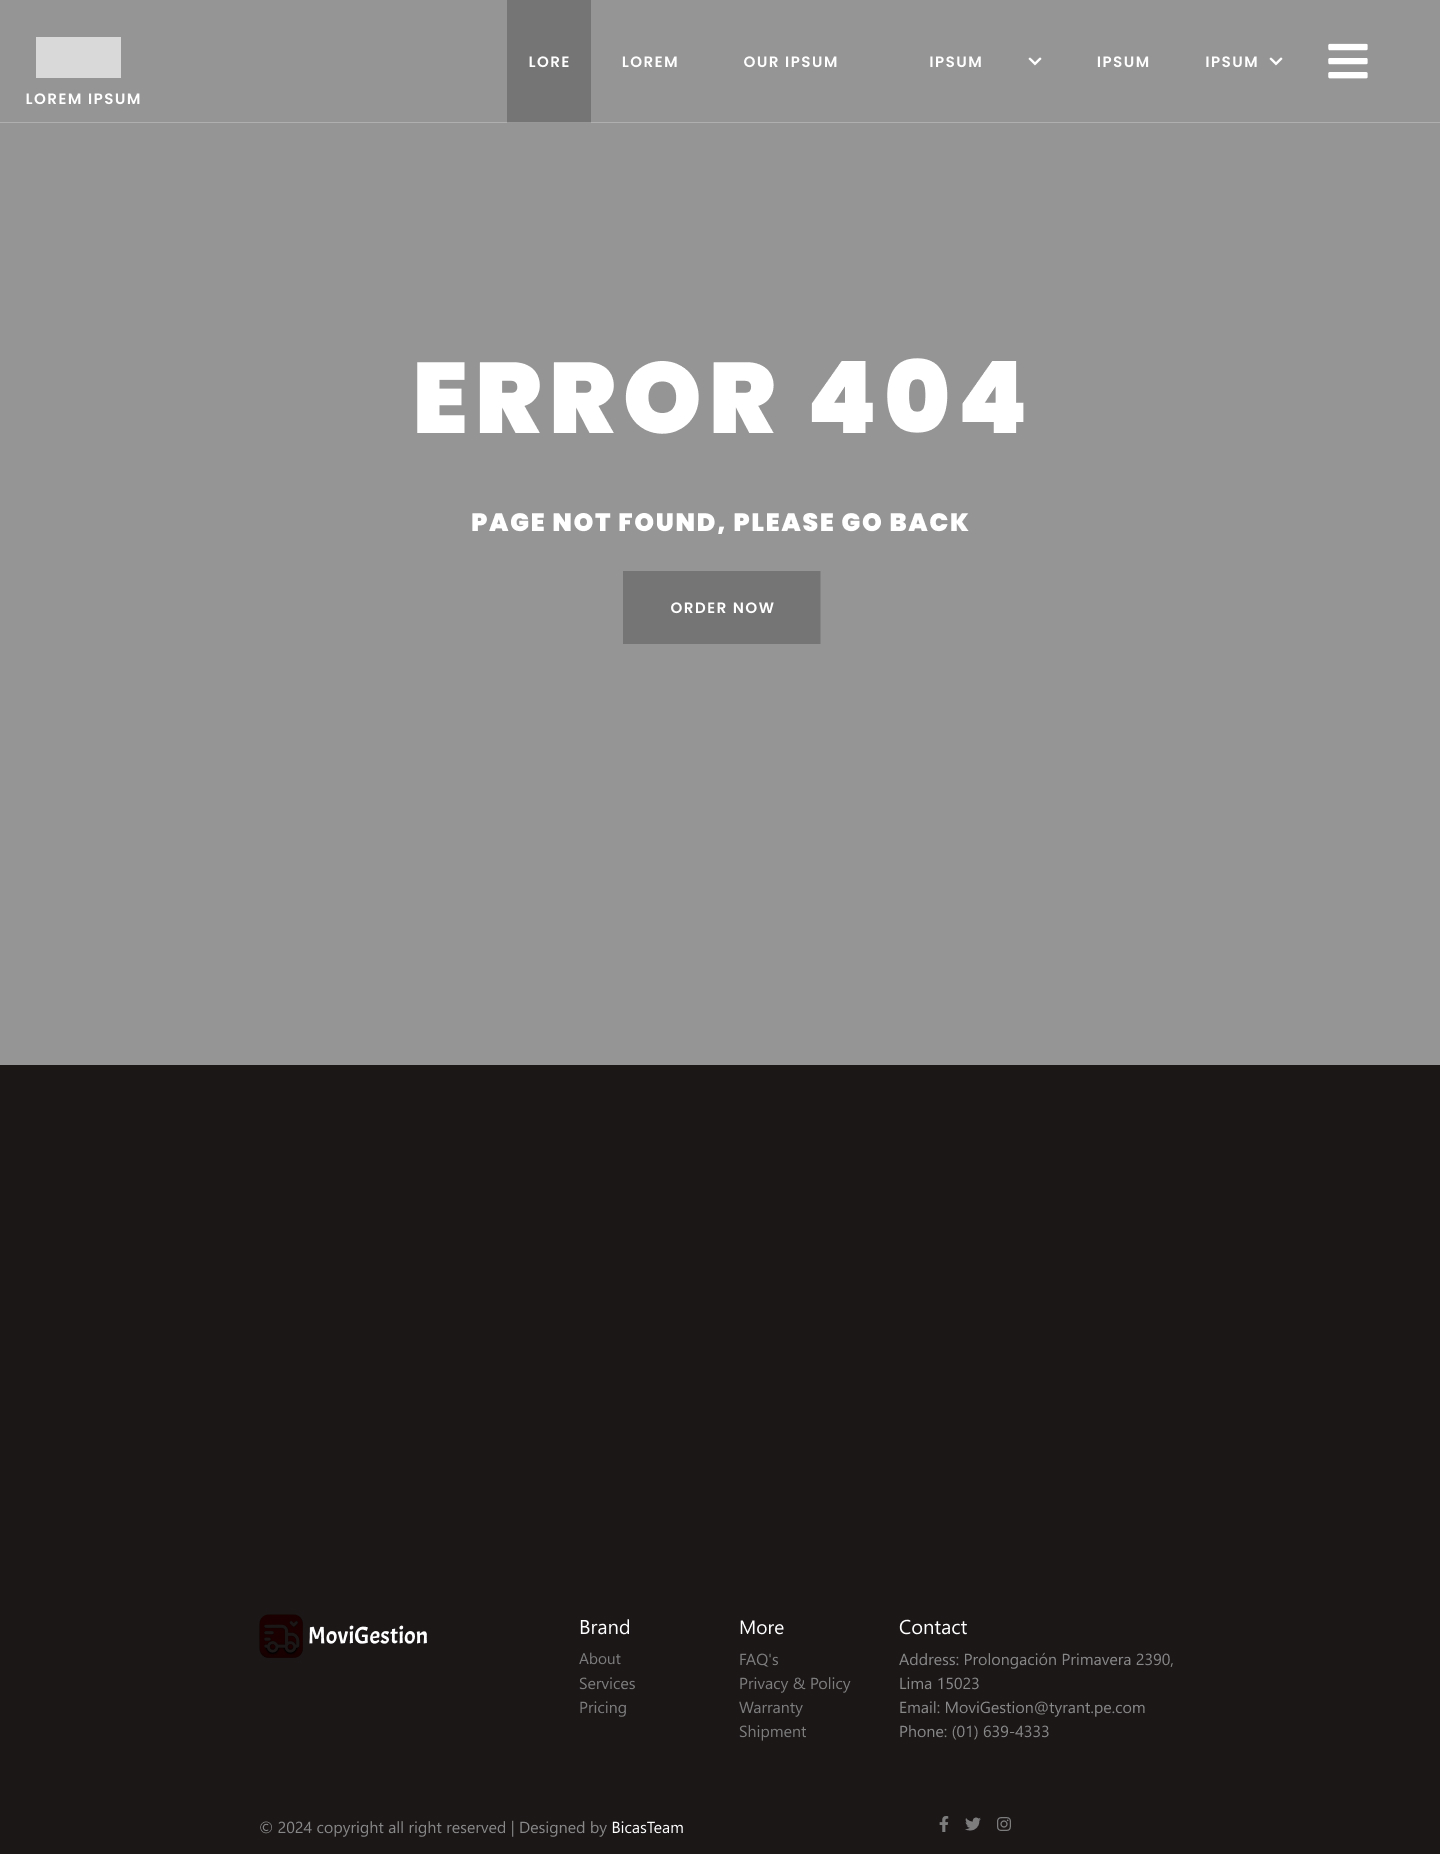 LORE LOREM OUR IPSUM IPSUM IPSUM IPSUM
LOREM IPSUM
ERROR 404
PAGE NOT FOUND, PLEASE GO BACK
ORDER NOW
MoviGestion
Brand
About
Services
Pricing
More
FAQ's
Privacy & Policy
Warranty
Shipment
Contact
Address: Prolongación Primavera 2390,
Lima 15023
Email: MoviGestion@tyrant.pe.com
Phone: (01) 639-4333
© 2024 copyright all right reserved | Designed by BicasTeam